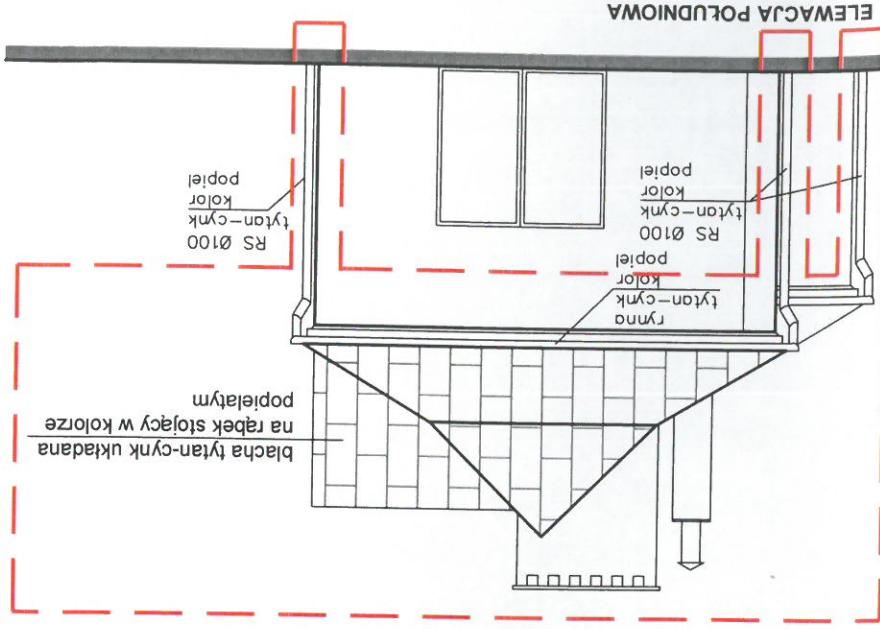 blacha tytan-cynk układana
na rąbek stojący w kolorze
popielatym
rynna
tytan-cynk
kolor
popiel
RS Ø100
tytan-cynk
kolor
popiel
RS Ø100
tytan-cynk
kolor
popiel
ELEWACJA POŁUDNIOWA